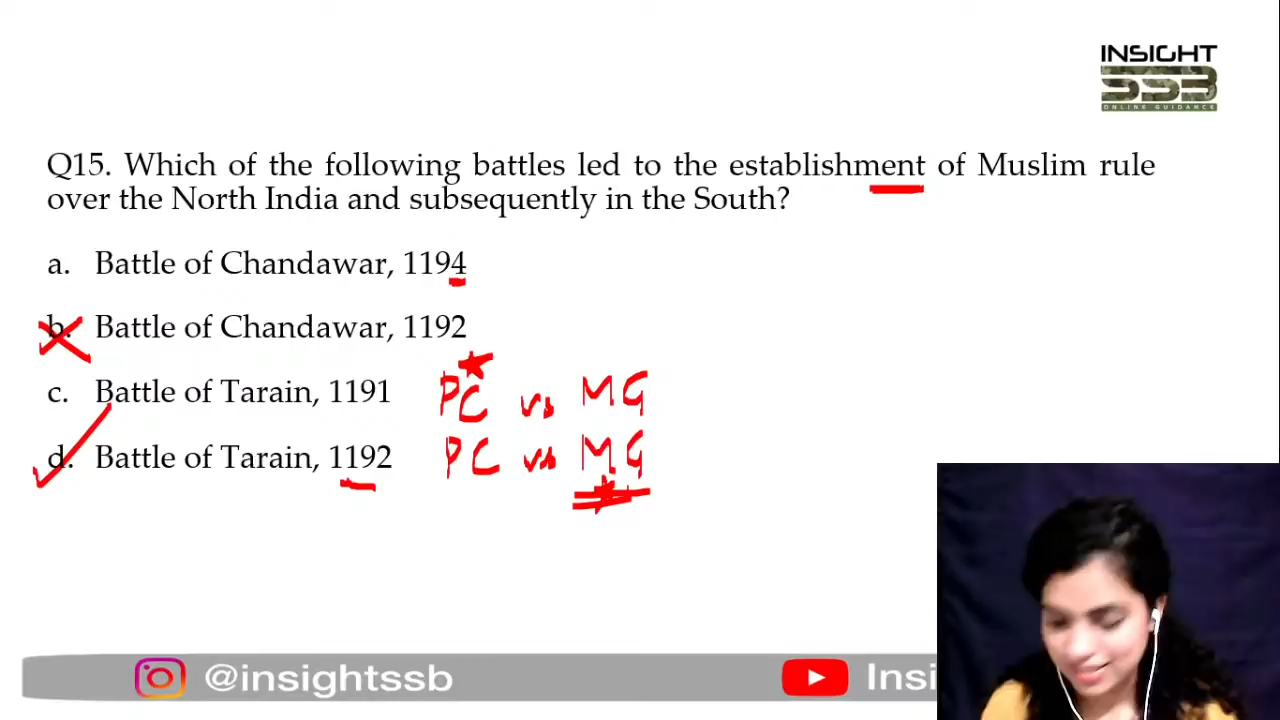 INSIGHT
SSB
ONLINE GUIDANCE
Q15. Which of the following battles led to the establishment of Muslim rule
over the North India and subsequently in the South?
a. Battle of Chandawar, 1194
b. Battle of Chandawar, 1192
c. Battle of Tarain, 1191 PC vs MG
d. Battle of Tarain, 1192 PC vs MG
@insightssb Insi